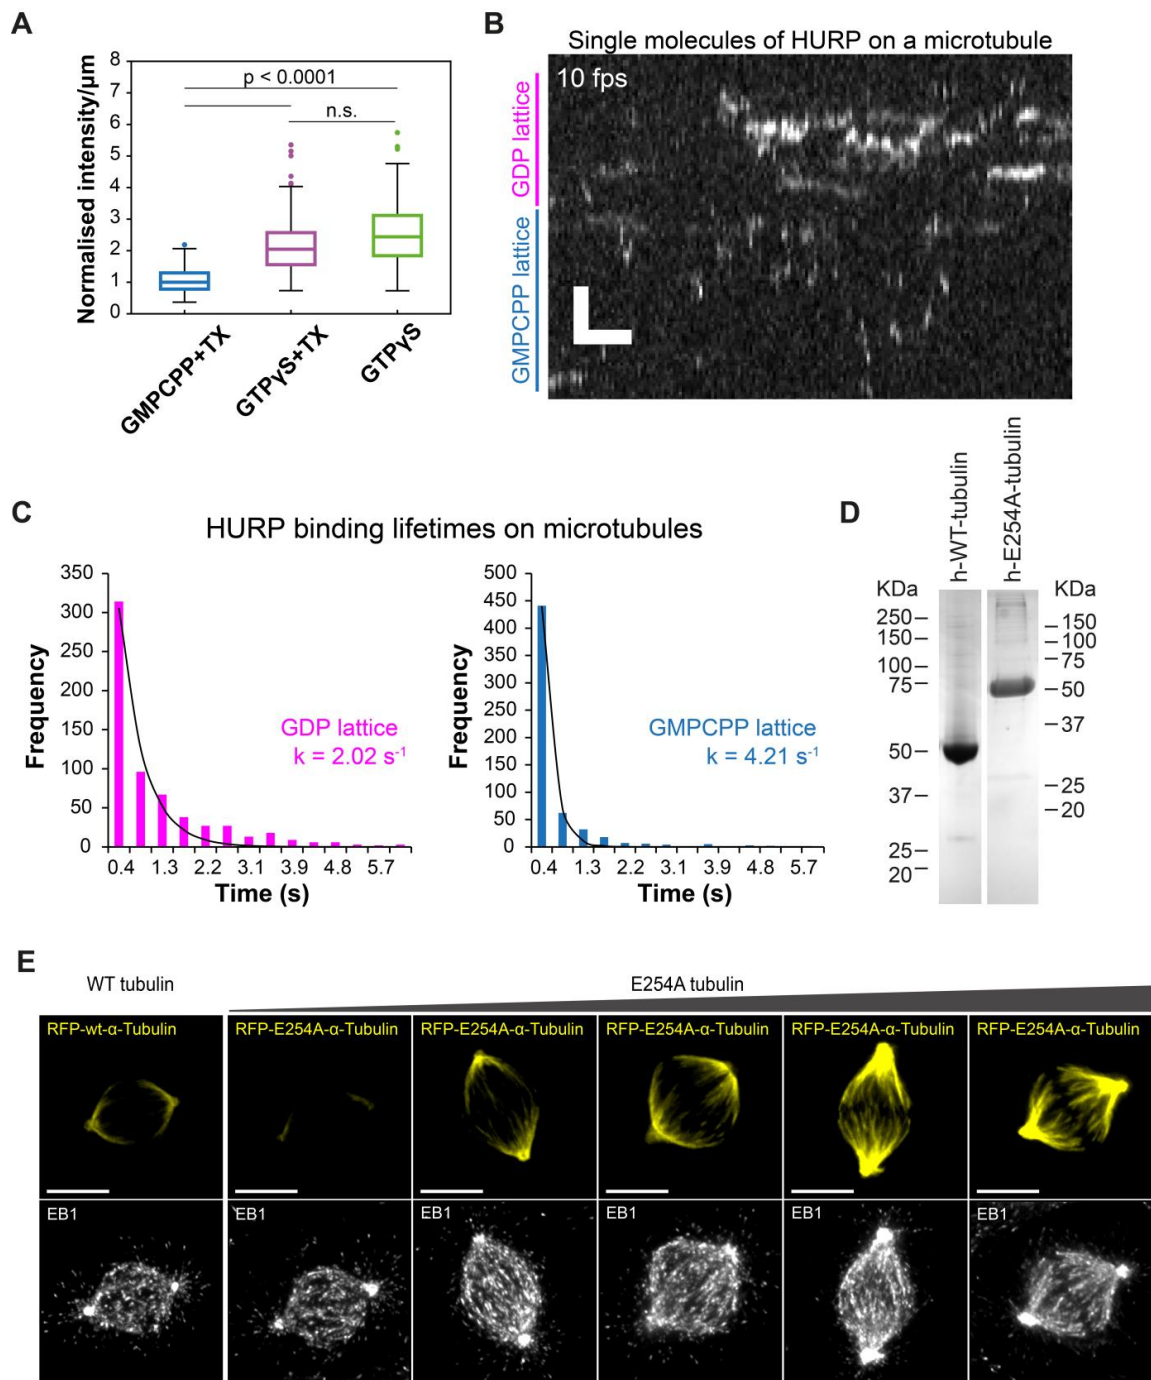 A
Normalised intensity/μm
8
7
6
5
4
3
2
1
0
p < 0.0001
n.s.
GMPCPP+TX
GTPγS+TX
GTPγS
B
Single molecules of HURP on a microtubule
10 fps
GDP lattice
GMPCPP lattice
C
HURP binding lifetimes on microtubules
Frequency
350
300
250
200
150
100
50
0
GDP lattice
k = 2.02 s⁻¹
0.4 1.3 2.2 3.1 3.9 4.8 5.7
Time (s)
Frequency
500
450
400
350
300
250
200
150
100
50
0
GMPCPP lattice
k = 4.21 s⁻¹
0.4 1.3 2.2 3.1 3.9 4.8 5.7
Time (s)
D
h-WT-tubulin
h-E254A-tubulin
KDa
250
150
100
75
50
37
25
20
KDa
150
100
75
50
37
25
20
E
WT tubulin
E254A tubulin
RFP-wt-α-Tubulin
RFP-E254A-α-Tubulin
RFP-E254A-α-Tubulin
RFP-E254A-α-Tubulin
RFP-E254A-α-Tubulin
RFP-E254A-α-Tubulin
EB1
EB1
EB1
EB1
EB1
EB1